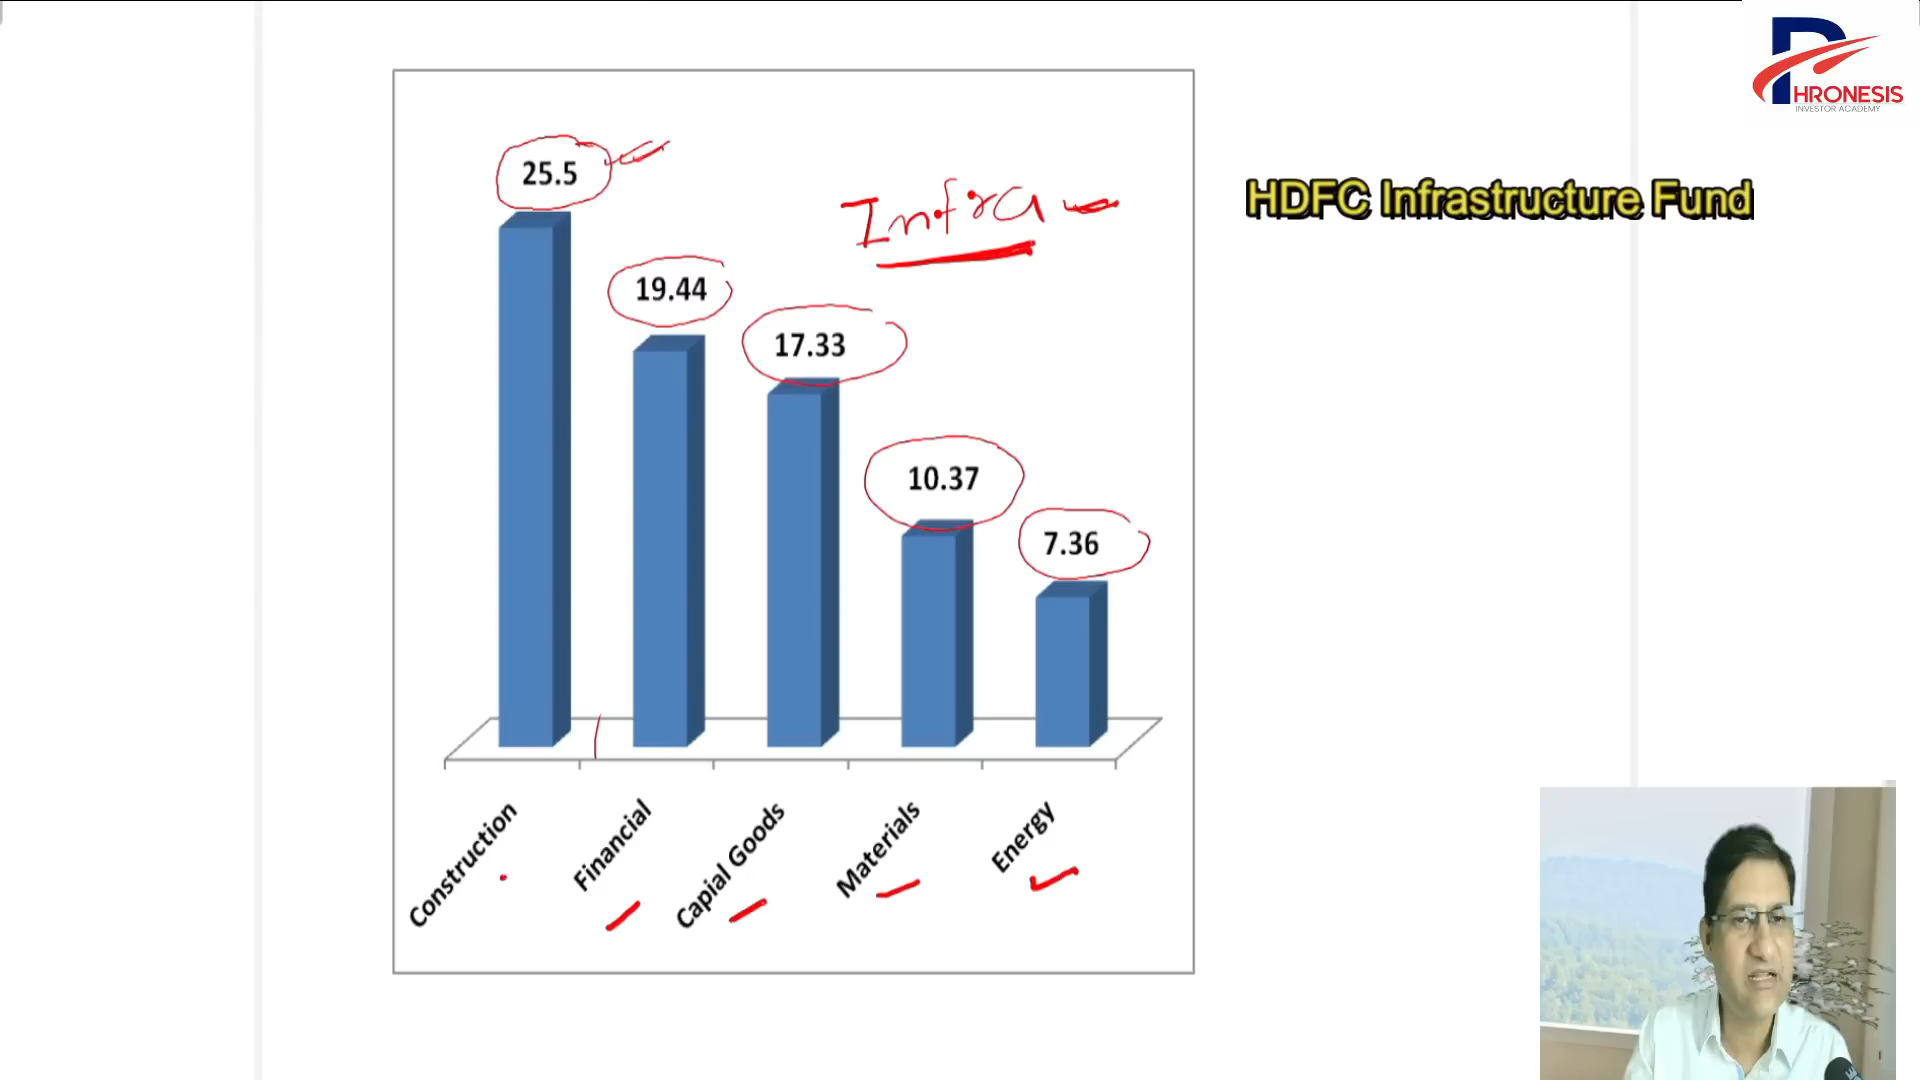 HRONESIS
INVESTOR ACADEMY
HDFC Infrastructure Fund
Infra
25.5
19.44
17.33
10.37
7.36
Construction
Financial
Capial Goods
Materials
Energy